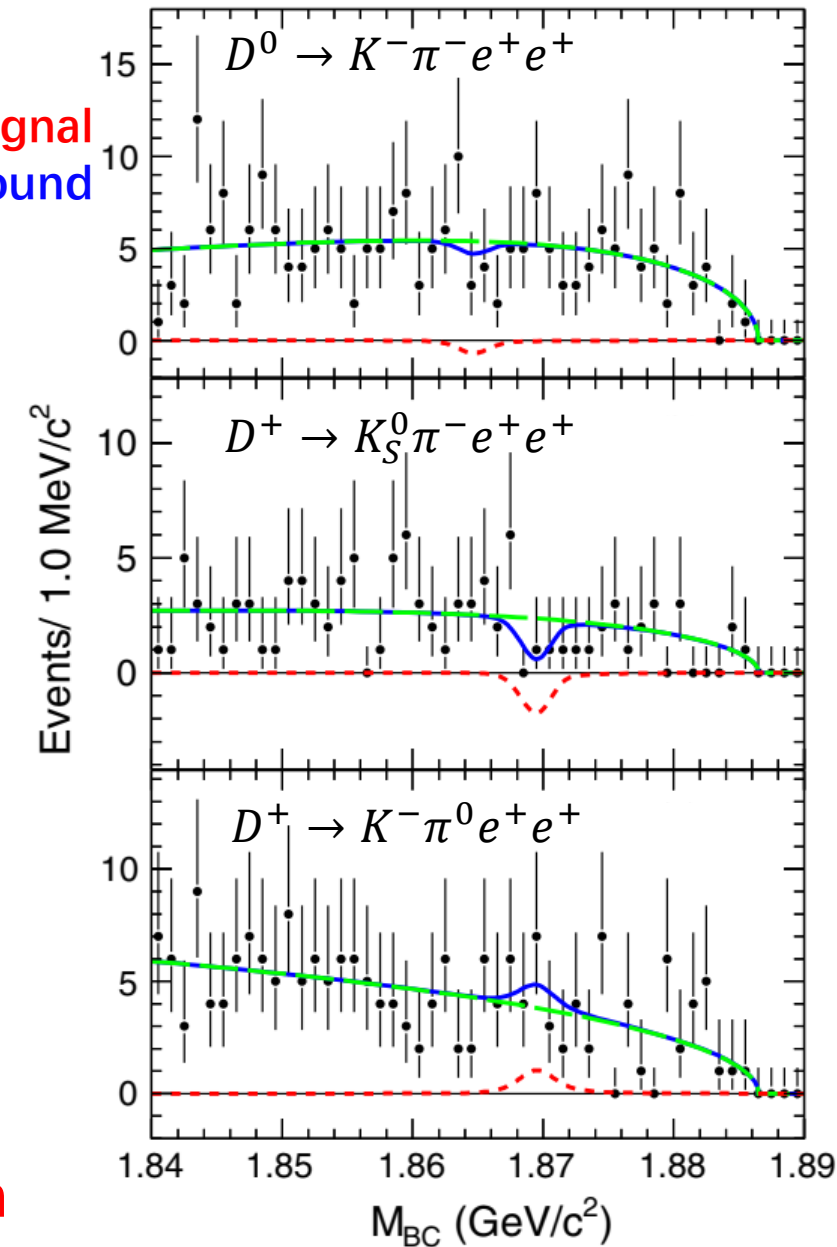 D⁰ → K⁻π⁻e⁺e⁺
15
gnal
10
ound
5
0
D⁺ → K_S⁰π⁻e⁺e⁺
10
5
0
Events/ 1.0 MeV/c²
D⁺ → K⁻π⁰e⁺e⁺
10
5
0
1.84 1.85 1.86 1.87 1.88 1.89
M_BC (GeV/c²)